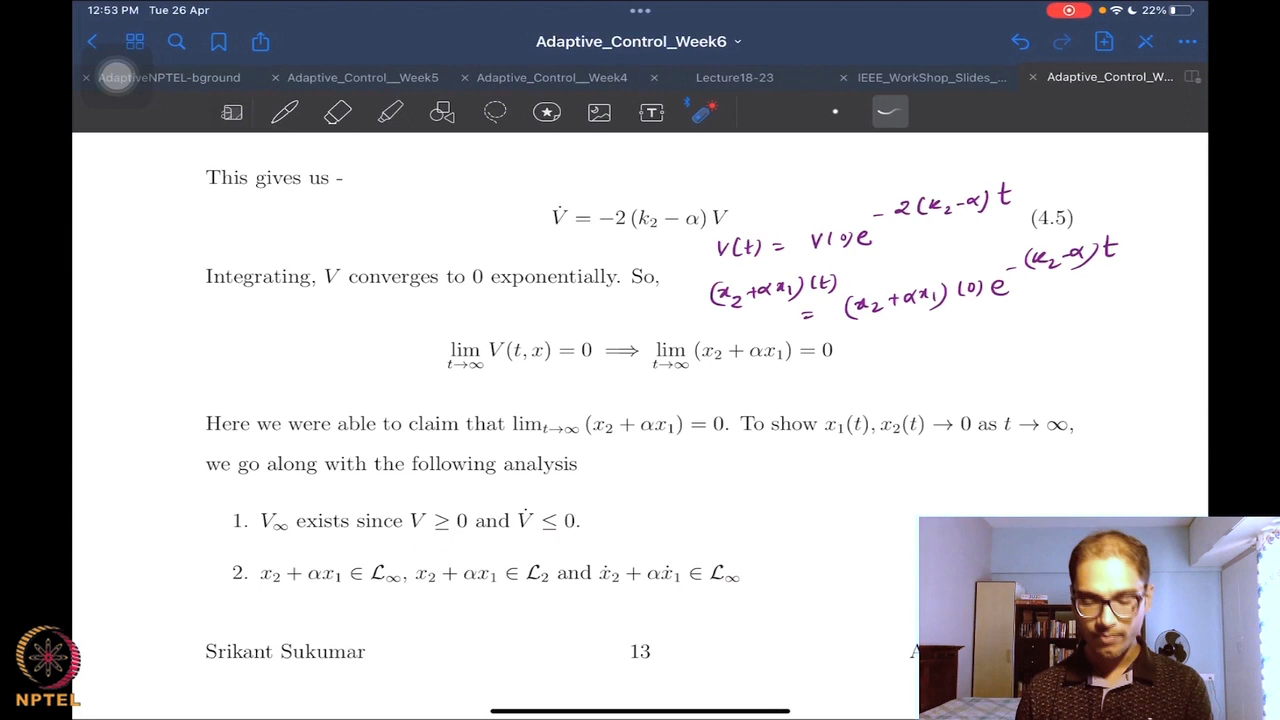 12:53 PM Tue 26 Apr
22%
Adaptive_Control_Week6
AdaptiveNPTEL-bground
Adaptive_Control__Week5
Adaptive_Control__Week4
Lecture18-23
IEEE_WorkShop_Slides_...
Adaptive_Control_W...
This gives us -
V̇ = −2 (k₂ − α) V (4.5)
V(t) = V(0) e^{-2(k₂-α)t}
Integrating, V converges to 0 exponentially. So,
(x₂+αx₁)(t)
= (x₂+αx₁)(0) e^{-(k₂-α)t}
lim_{t→∞} V(t, x) = 0 ⟹ lim_{t→∞} (x₂ + αx₁) = 0
Here we were able to claim that lim_{t→∞} (x₂ + αx₁) = 0. To show x₁(t), x₂(t) → 0 as t → ∞,
we go along with the following analysis
1. V_∞ exists since V ≥ 0 and V̇ ≤ 0.
2. x₂ + αx₁ ∈ ℒ_∞, x₂ + αx₁ ∈ ℒ₂ and ẋ₂ + αẋ₁ ∈ ℒ_∞
Srikant Sukumar 13
NPTEL